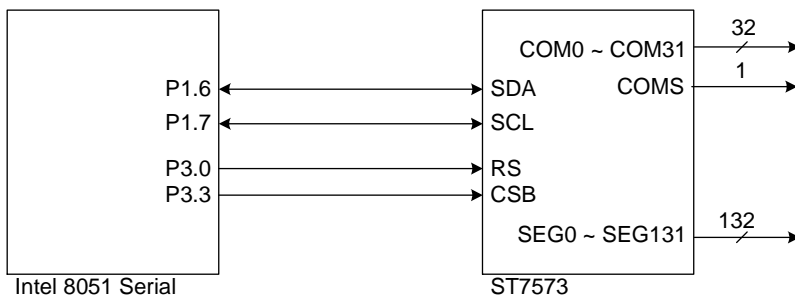 32
COM0 ~ COM31
1
P1.6 SDA COMS
P1.7 SCL
P3.0 RS
P3.3 CSB
132
SEG0 ~ SEG131
Intel 8051 Serial ST7573